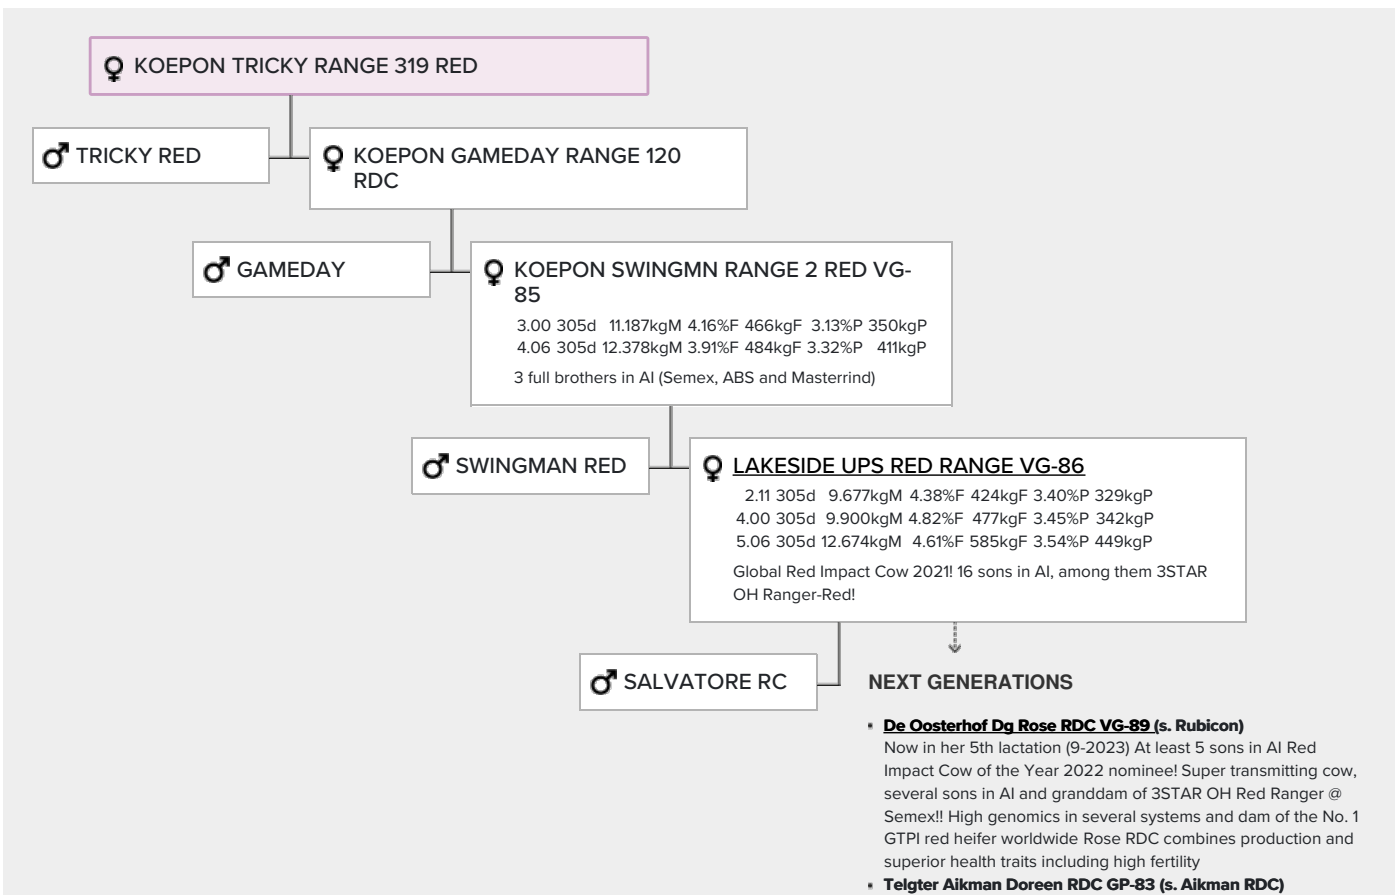 KOEPON TRICKY RANGE 319 RED
TRICKY RED
KOEPON GAMEDAY RANGE 120
RDC
GAMEDAY
KOEPON SWINGMN RANGE 2 RED VG-
85
3.00 305d 11.187kgM 4.16%F 466kgF 3.13%P 350kgP
4.06 305d 12.378kgM 3.91%F 484kgF 3.32%P 411kgP
3 full brothers in AI (Semex, ABS and Masterrind)
SWINGMAN RED
LAKESIDE UPS RED RANGE VG-86
2.11 305d 9.677kgM 4.38%F 424kgF 3.40%P 329kgP
4.00 305d 9.900kgM 4.82%F 477kgF 3.45%P 342kgP
5.06 305d 12.674kgM 4.61%F 585kgF 3.54%P 449kgP
Global Red Impact Cow 2021! 16 sons in AI, among them 3STAR
OH Ranger-Red!
SALVATORE RC
NEXT GENERATIONS
▪ De Oosterhof Dg Rose RDC VG-89 (s. Rubicon)
Now in her 5th lactation (9-2023) At least 5 sons in AI Red
Impact Cow of the Year 2022 nominee! Super transmitting cow,
several sons in AI and granddam of 3STAR OH Red Ranger @
Semex!! High genomics in several systems and dam of the No. 1
GTPI red heifer worldwide Rose RDC combines production and
superior health traits including high fertility
▪ Telgter Aikman Doreen RDC GP-83 (s. Aikman RDC)